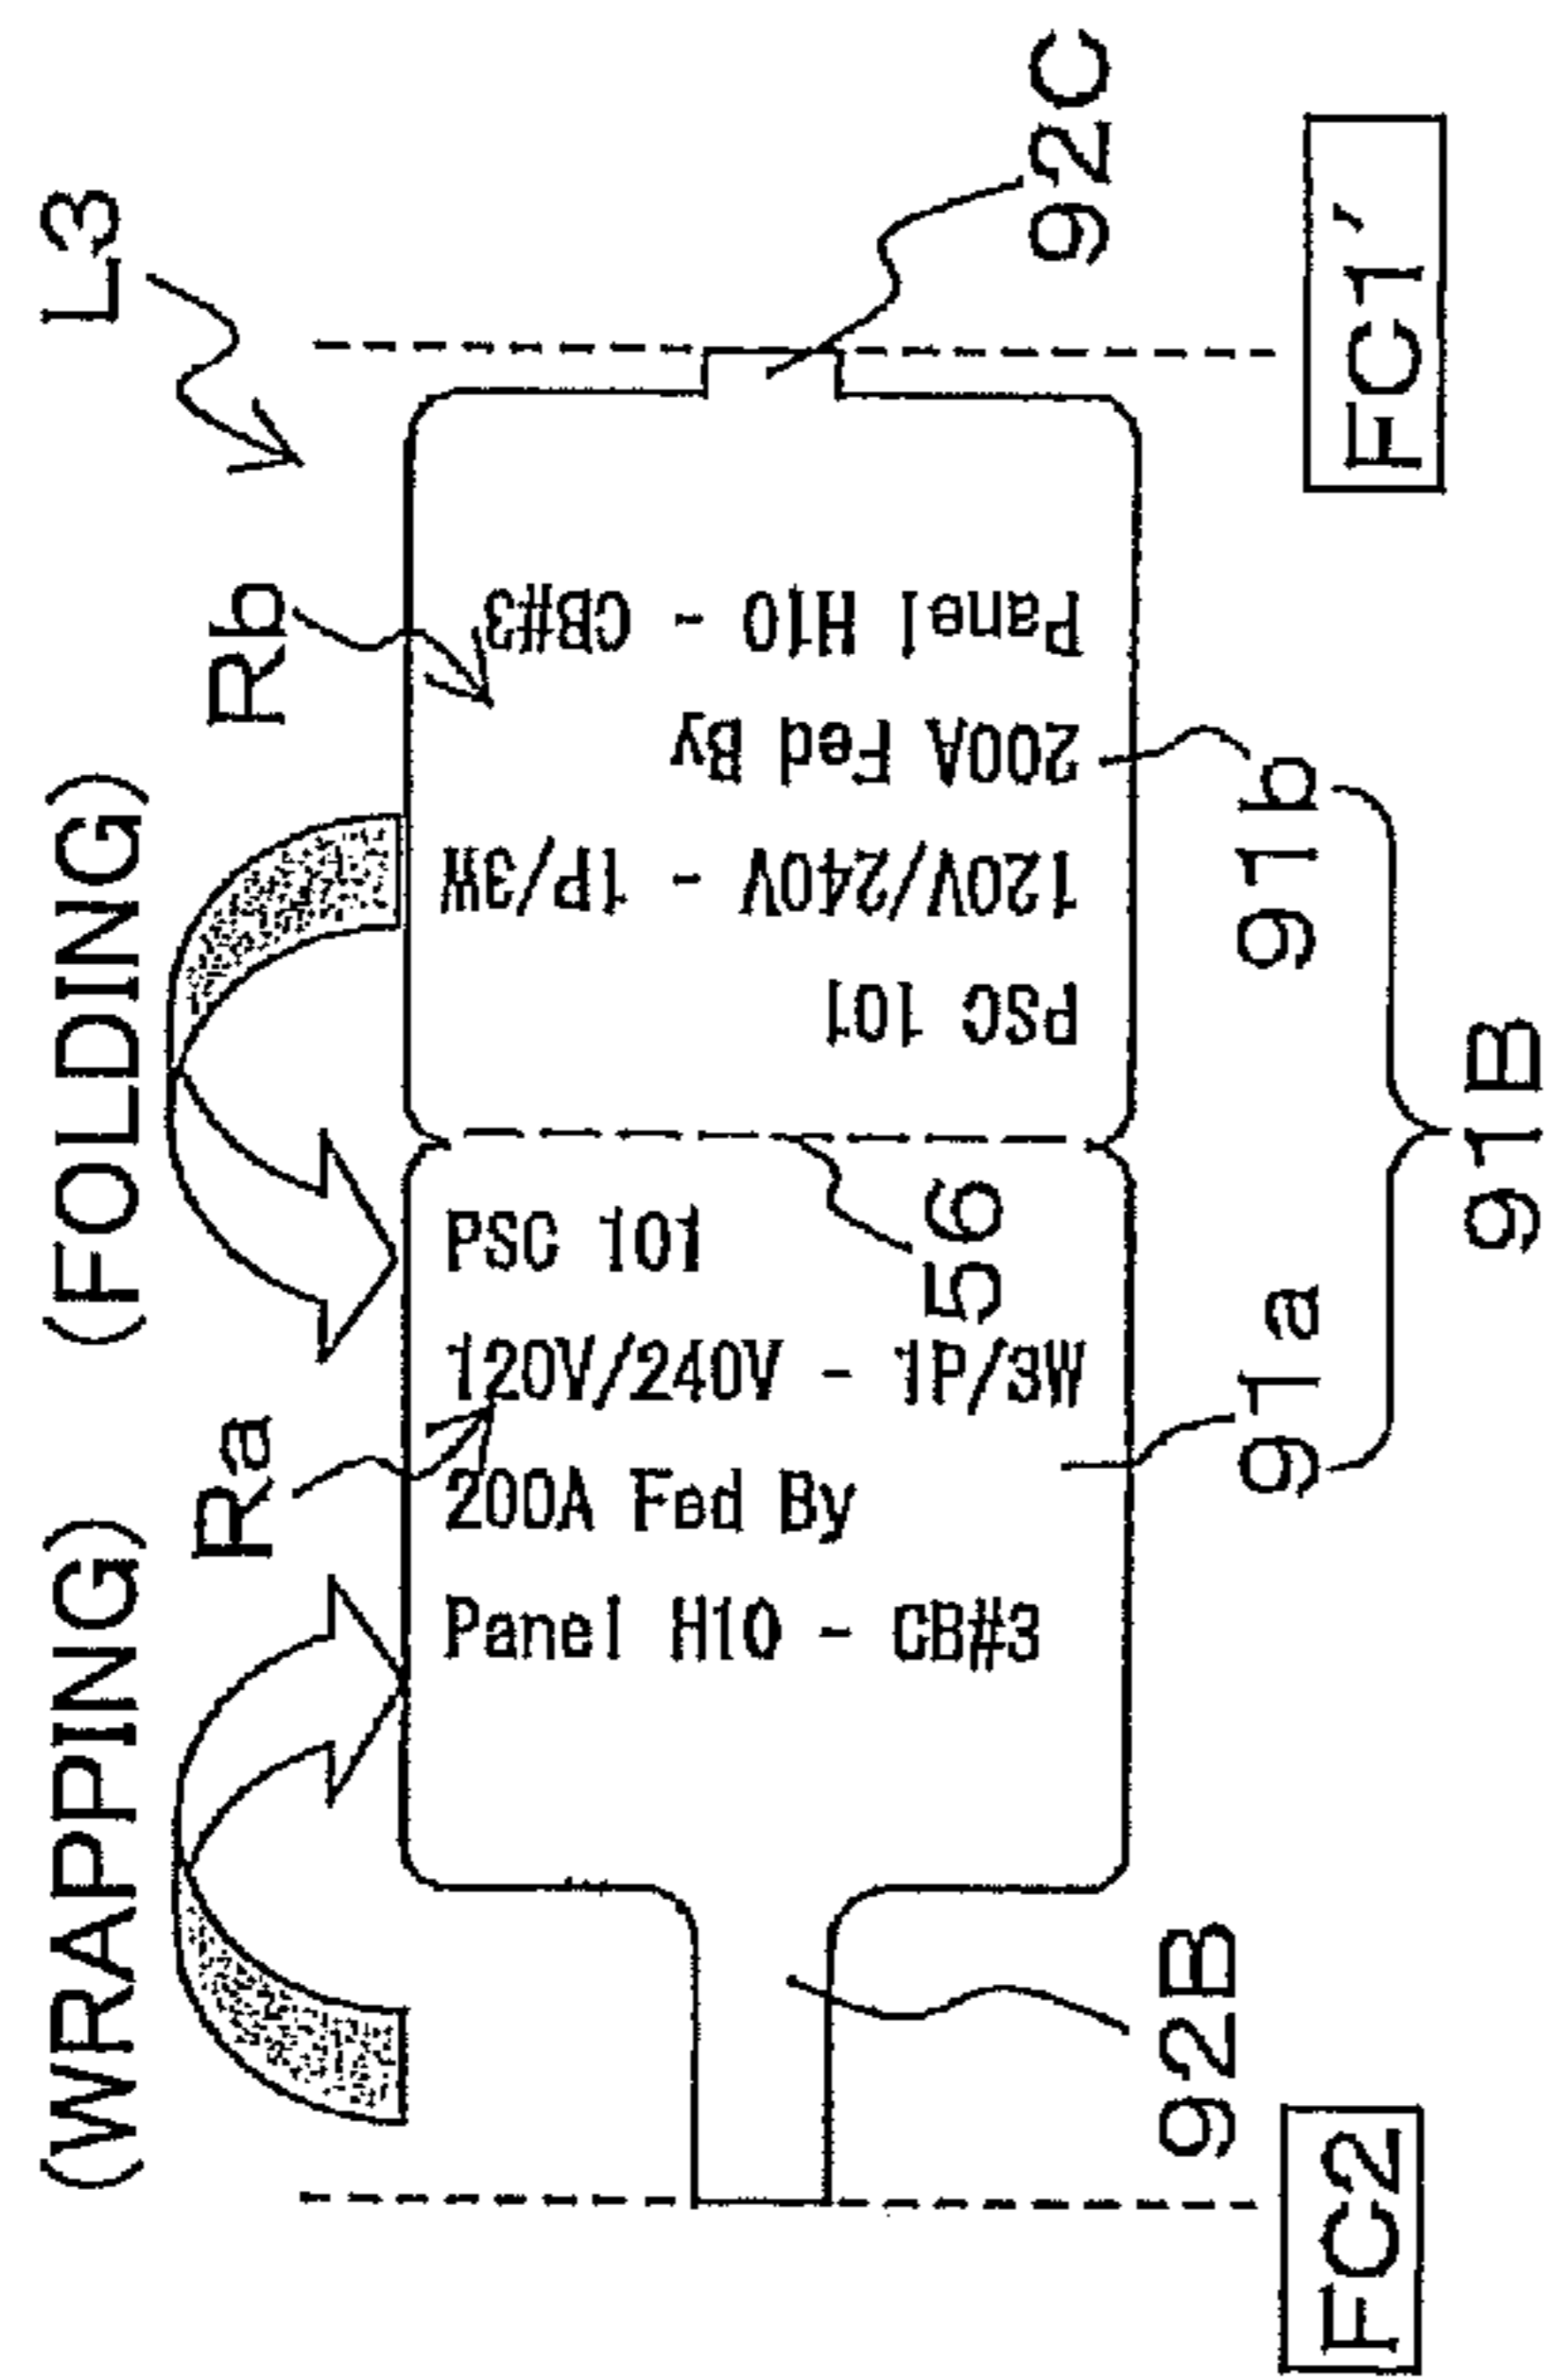 (WRAPPING)
(FOLDING)
L3
Ra
Rb
PSC 101
120V/240V - 1P/3W
200A Fed By
Panel H10 - CB#3
PSC 101
120V/240V - 1P/3W
200A Fed By
Panel H10 - CB#3
56
92B
92C
91a
91b
91B
FC2
FC1′